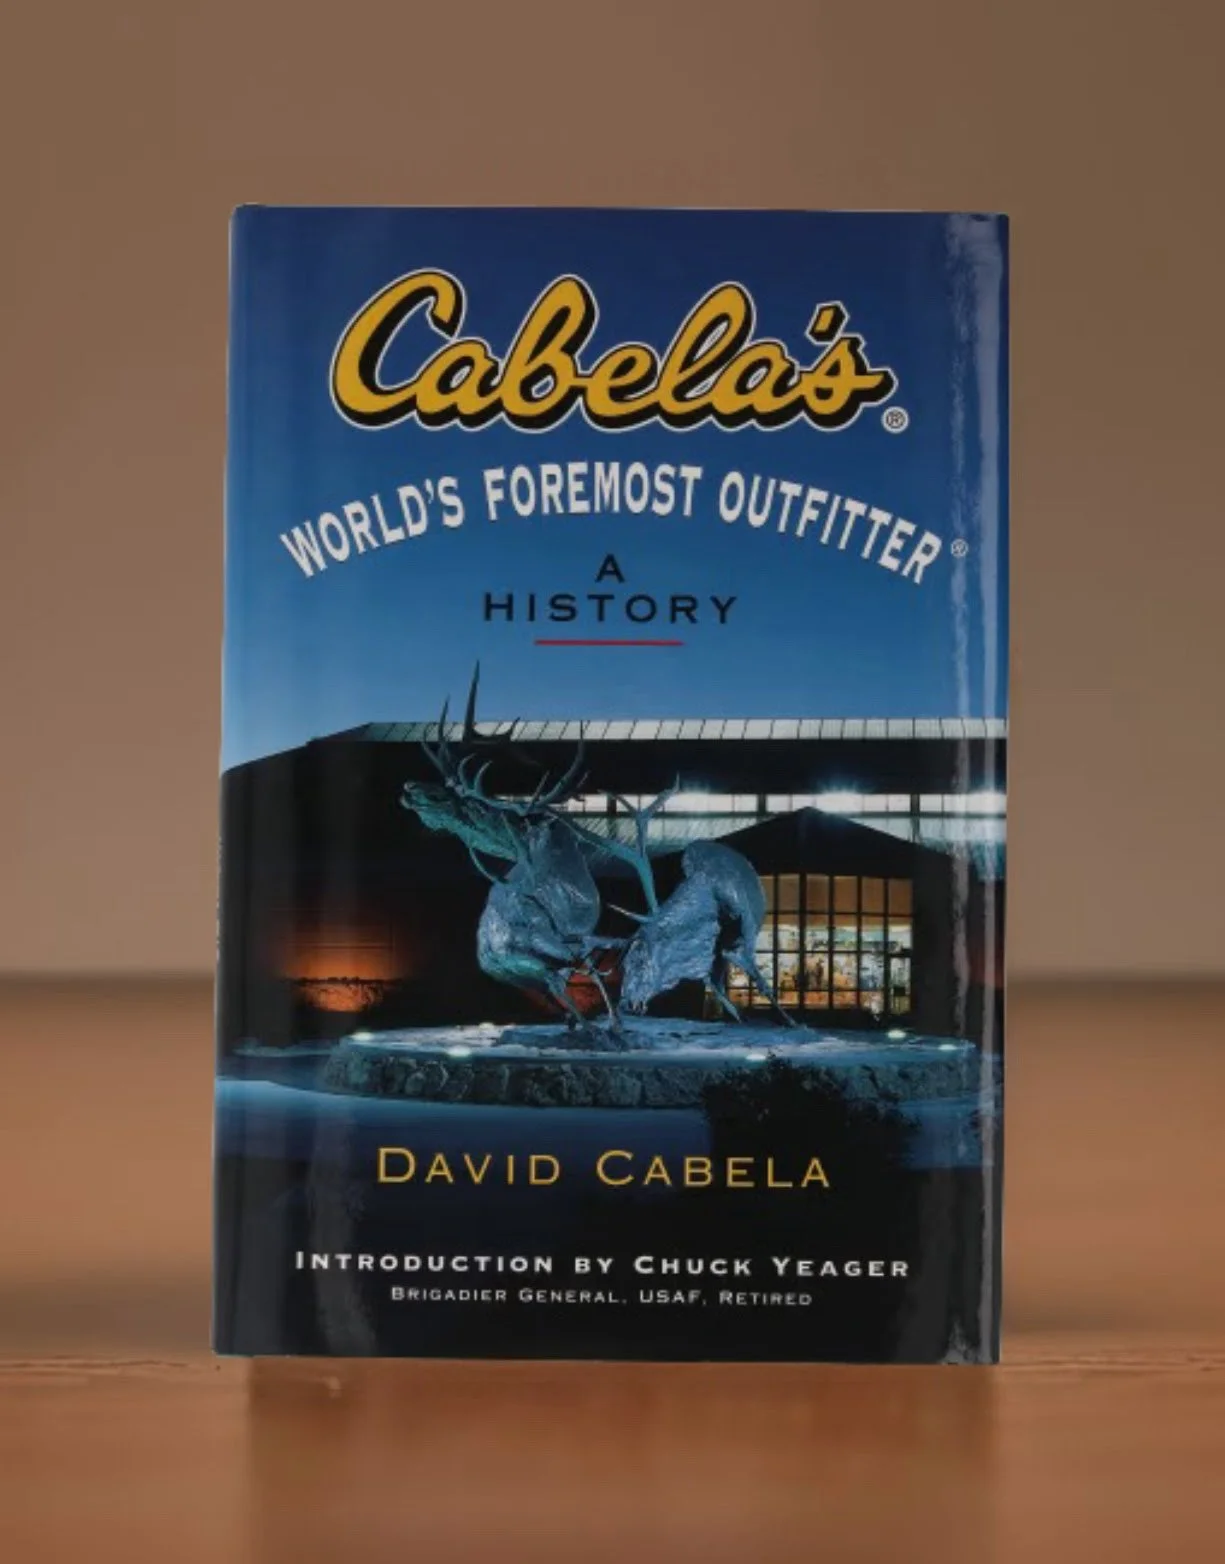 Cabela's®
WORLD'S FOREMOST OUTFITTER®
A
HISTORY
DAVID CABELA
INTRODUCTION BY CHUCK YEAGER
BRIGADIER GENERAL, USAF, RETIRED